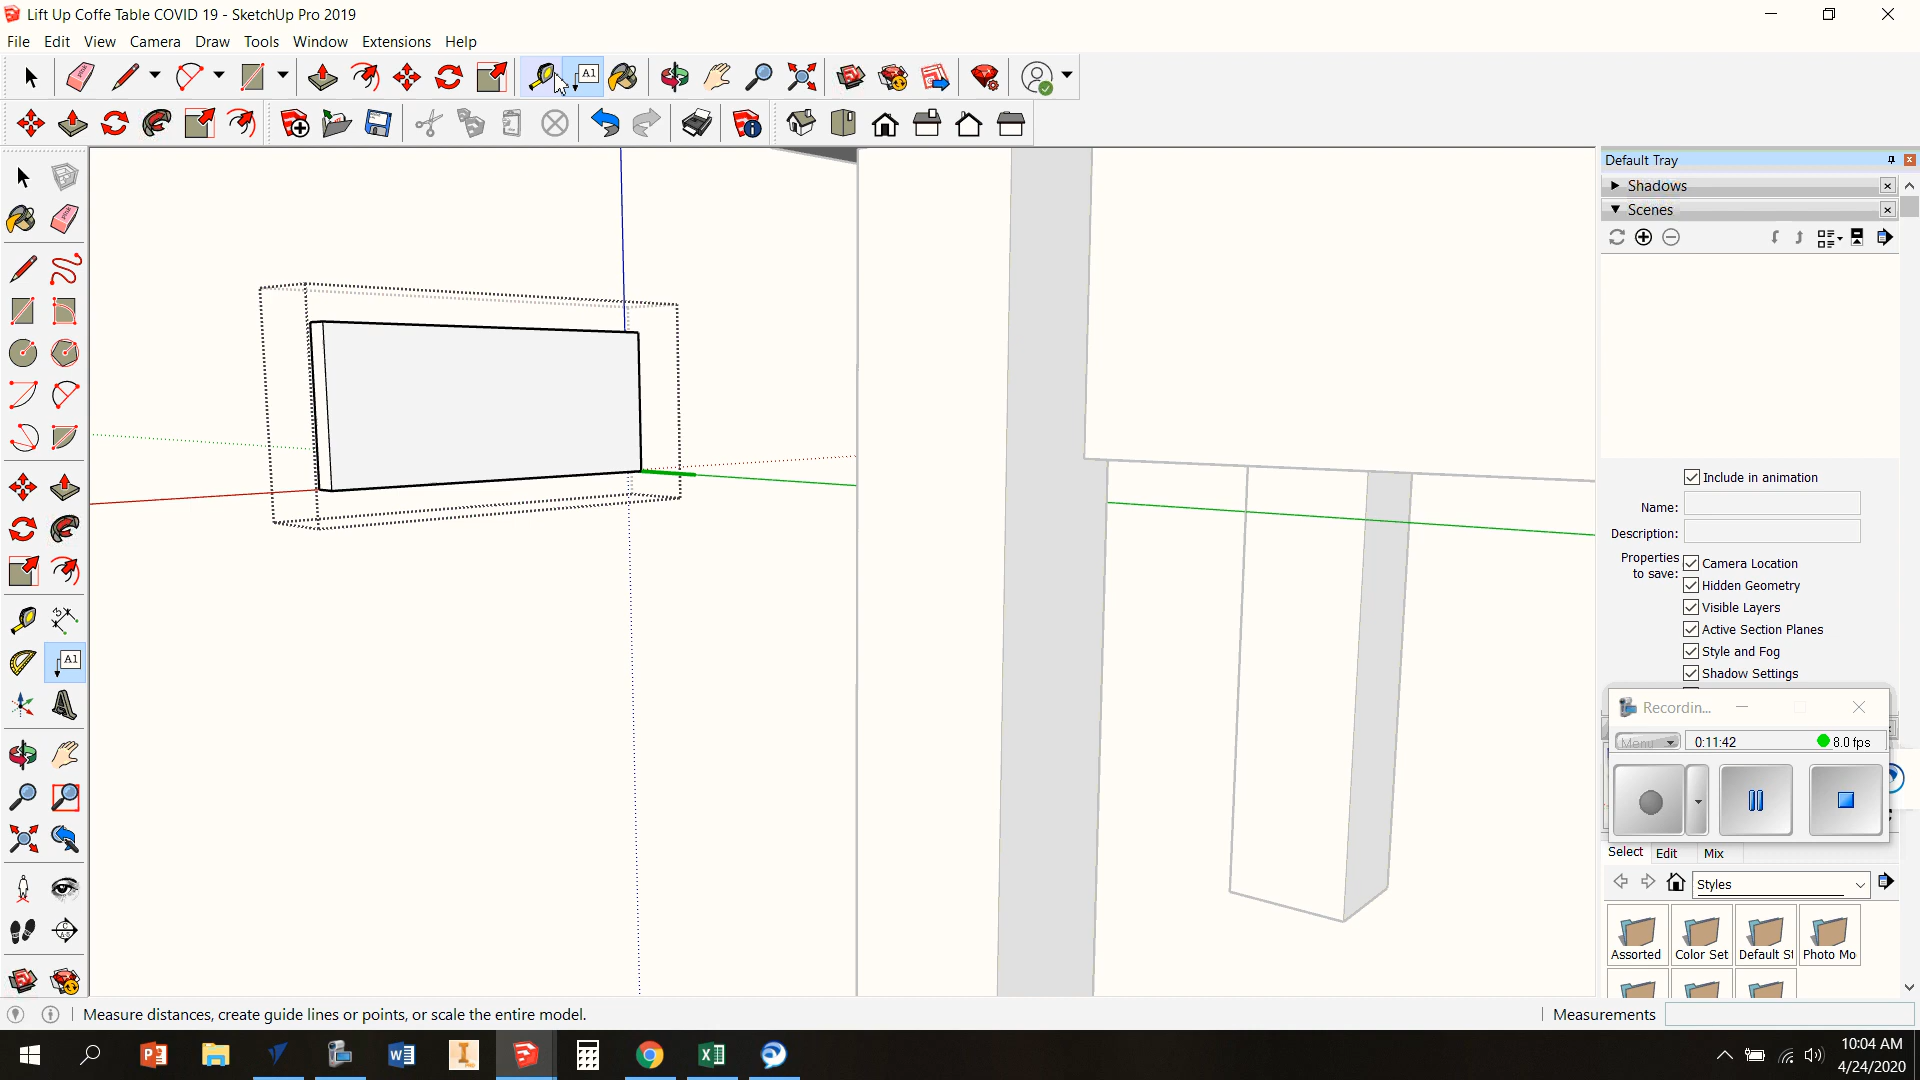 Lift Up Coffe Table COVID 19 - SketchUp Pro 2019
File Edit View Camera Draw Tools Window Extensions Help
A1
Default Tray
Shadows
Scenes
Include in animation
Name:
Description:
Properties to save:
Camera Location
Hidden Geometry
Visible Layers
Active Section Planes
Style and Fog
Shadow Settings
A1
Recordin...
Menu
0:11:42
8.0 fps
Select Edit Mix
Styles
Assorted
Color Set
Default St
Photo Mo
Measure distances, create guide lines or points, or scale the entire model.
Measurements
10:04 AM
4/24/2020